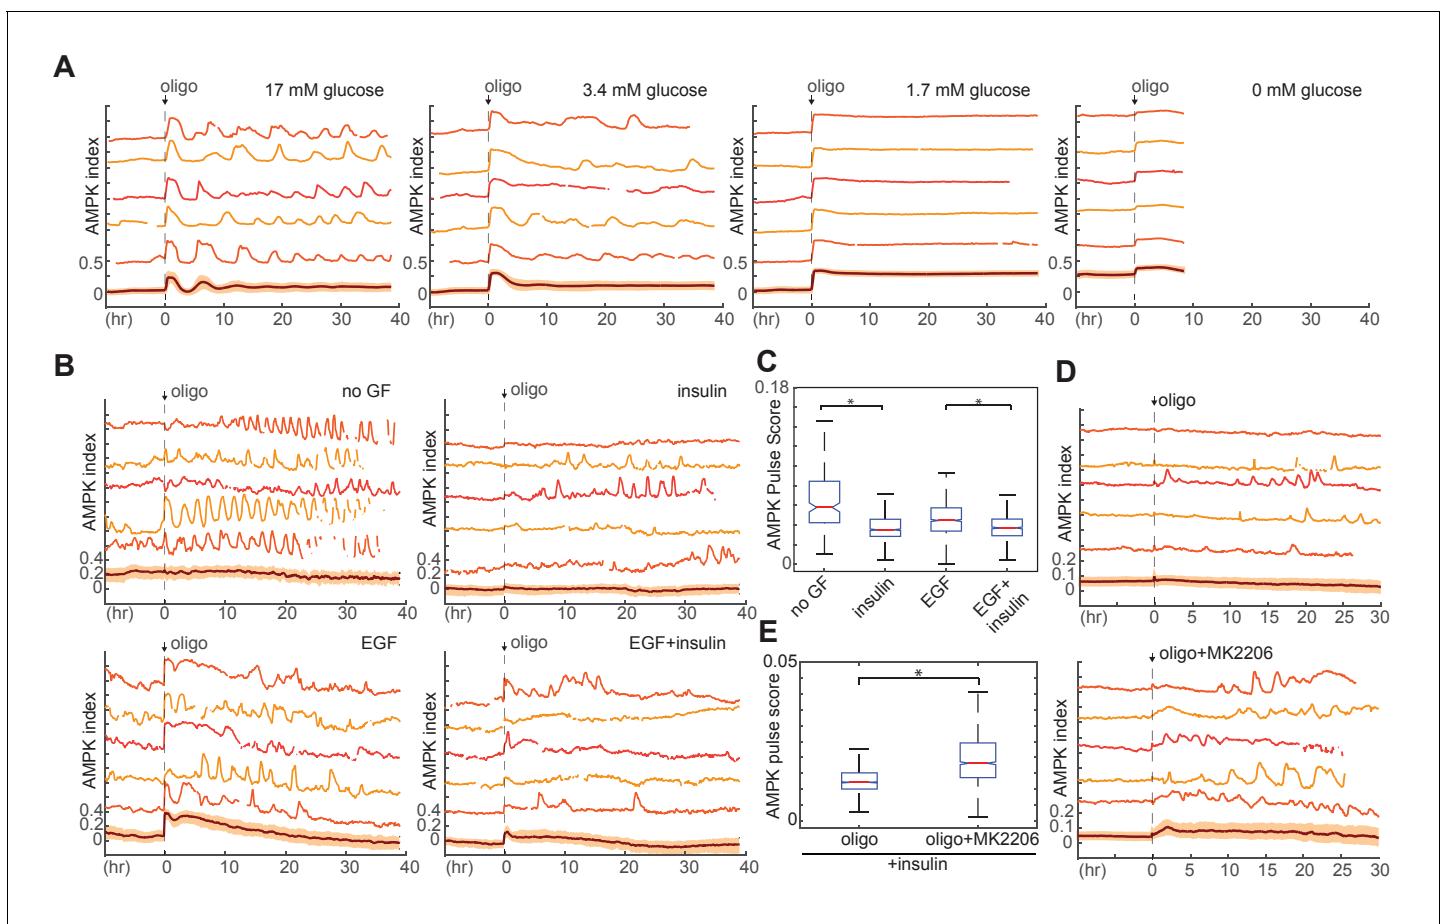 A
oligo
17 mM glucose
oligo
3.4 mM glucose
oligo
1.7 mM glucose
oligo
0 mM glucose
AMPK index
AMPK index
AMPK index
AMPK index
0.5
0
0.5
0
0.5
0
0.5
0
(hr) 0 10 20 30 40
(hr) 0 10 20 30 40
(hr) 0 10 20 30 40
(hr) 0 10 20 30 40
B
oligo
no GF
oligo
insulin
AMPK index
AMPK index
0.4
0.2
0
0.4
0.2
0
(hr) 0 10 20 30 39
(hr) 0 10 20 30 39
oligo
EGF
oligo
EGF+insulin
AMPK index
AMPK index
0.4
0.2
0
0.4
0.2
0
(hr) 0 10 20 30 39
(hr) 0 10 20 30 39
C
0.18
AMPK Pulse Score
0
*
*
no GF
insulin
EGF
EGF+
insulin
D
oligo
AMPK index
0.2
0.1
0
(hr) 0 5 10 15 20 25 30
oligo+MK2206
AMPK index
0.2
0.1
0
(hr) 0 5 10 15 20 25 30
E
0.05
AMPK pulse score
0
*
oligo
oligo+MK2206
+insulin